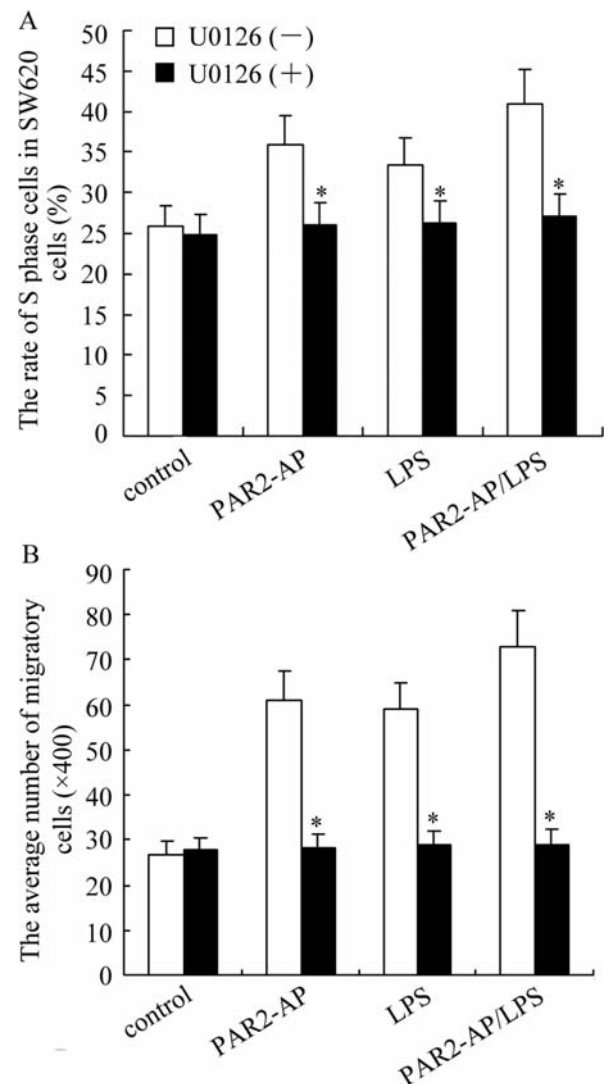 A
The rate of S phase cells in SW620
cells (%)
50
45
40
35
30
25
20
15
10
5
0
U0126 (—)
U0126 (+)
*
*
*
control
PAR2-AP
LPS
PAR2-AP/LPS
B
The average number of migratory
cells (×400)
90
80
70
60
50
40
30
20
10
0
*
*
*
control
PAR2-AP
LPS
PAR2-AP/LPS